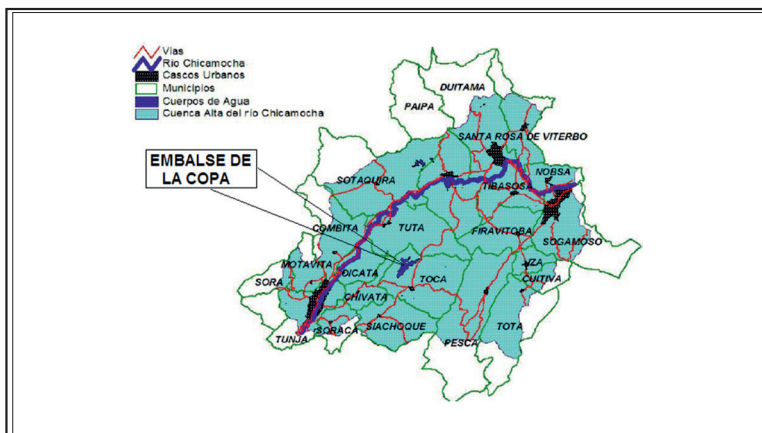 Vías
Río Chicamocha
Cascos Urbanos
Municipios
Cuerpos de Agua
Cuenca Alta del río Chicamocha
DUITAMA
PAIPA
SANTA ROSA DE VITERBO
EMBALSE DE
LA COPA
NOBSA
SOTAQUIRA
TIBASOSA
COMBITA
TUTA
FIRAVITOBA
SOGAMOSO
MOTAVITA
OICATA
IZA
SORA
TOCA
CUITIVA
CHIVATA
SORACA
SIACHOQUE
TOTA
TUNJA
PESCA